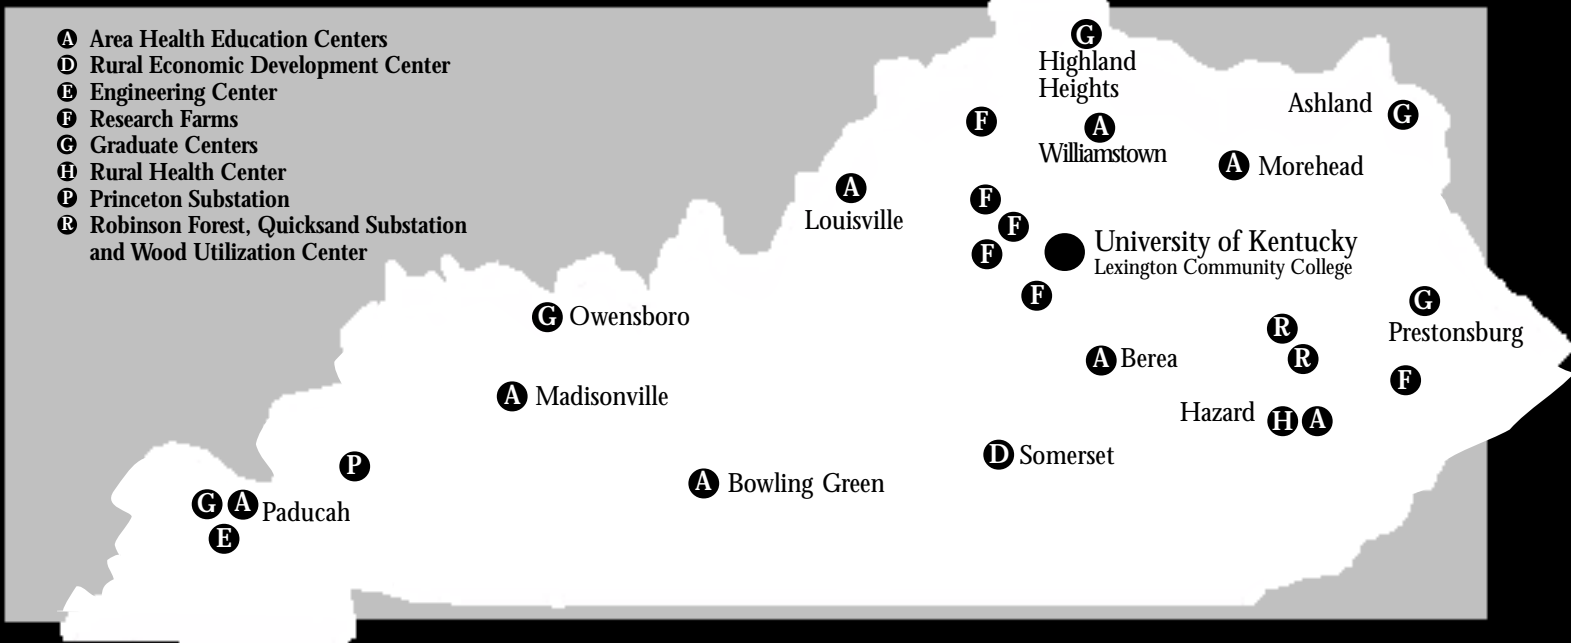 A Area Health Education Centers
D Rural Economic Development Center
E Engineering Center
F Research Farms
G Graduate Centers
H Rural Health Center
P Princeton Substation
R Robinson Forest, Quicksand Substation
and Wood Utilization Center
G
Highland
Heights
Ashland G
F
A
Williamstown
A Morehead
A
Louisville
F
F
F
University of Kentucky
Lexington Community College
F
G
Prestonsburg
G Owensboro
R
R
A Berea
F
A Madisonville
Hazard H A
D Somerset
P
A Bowling Green
G A Paducah
E